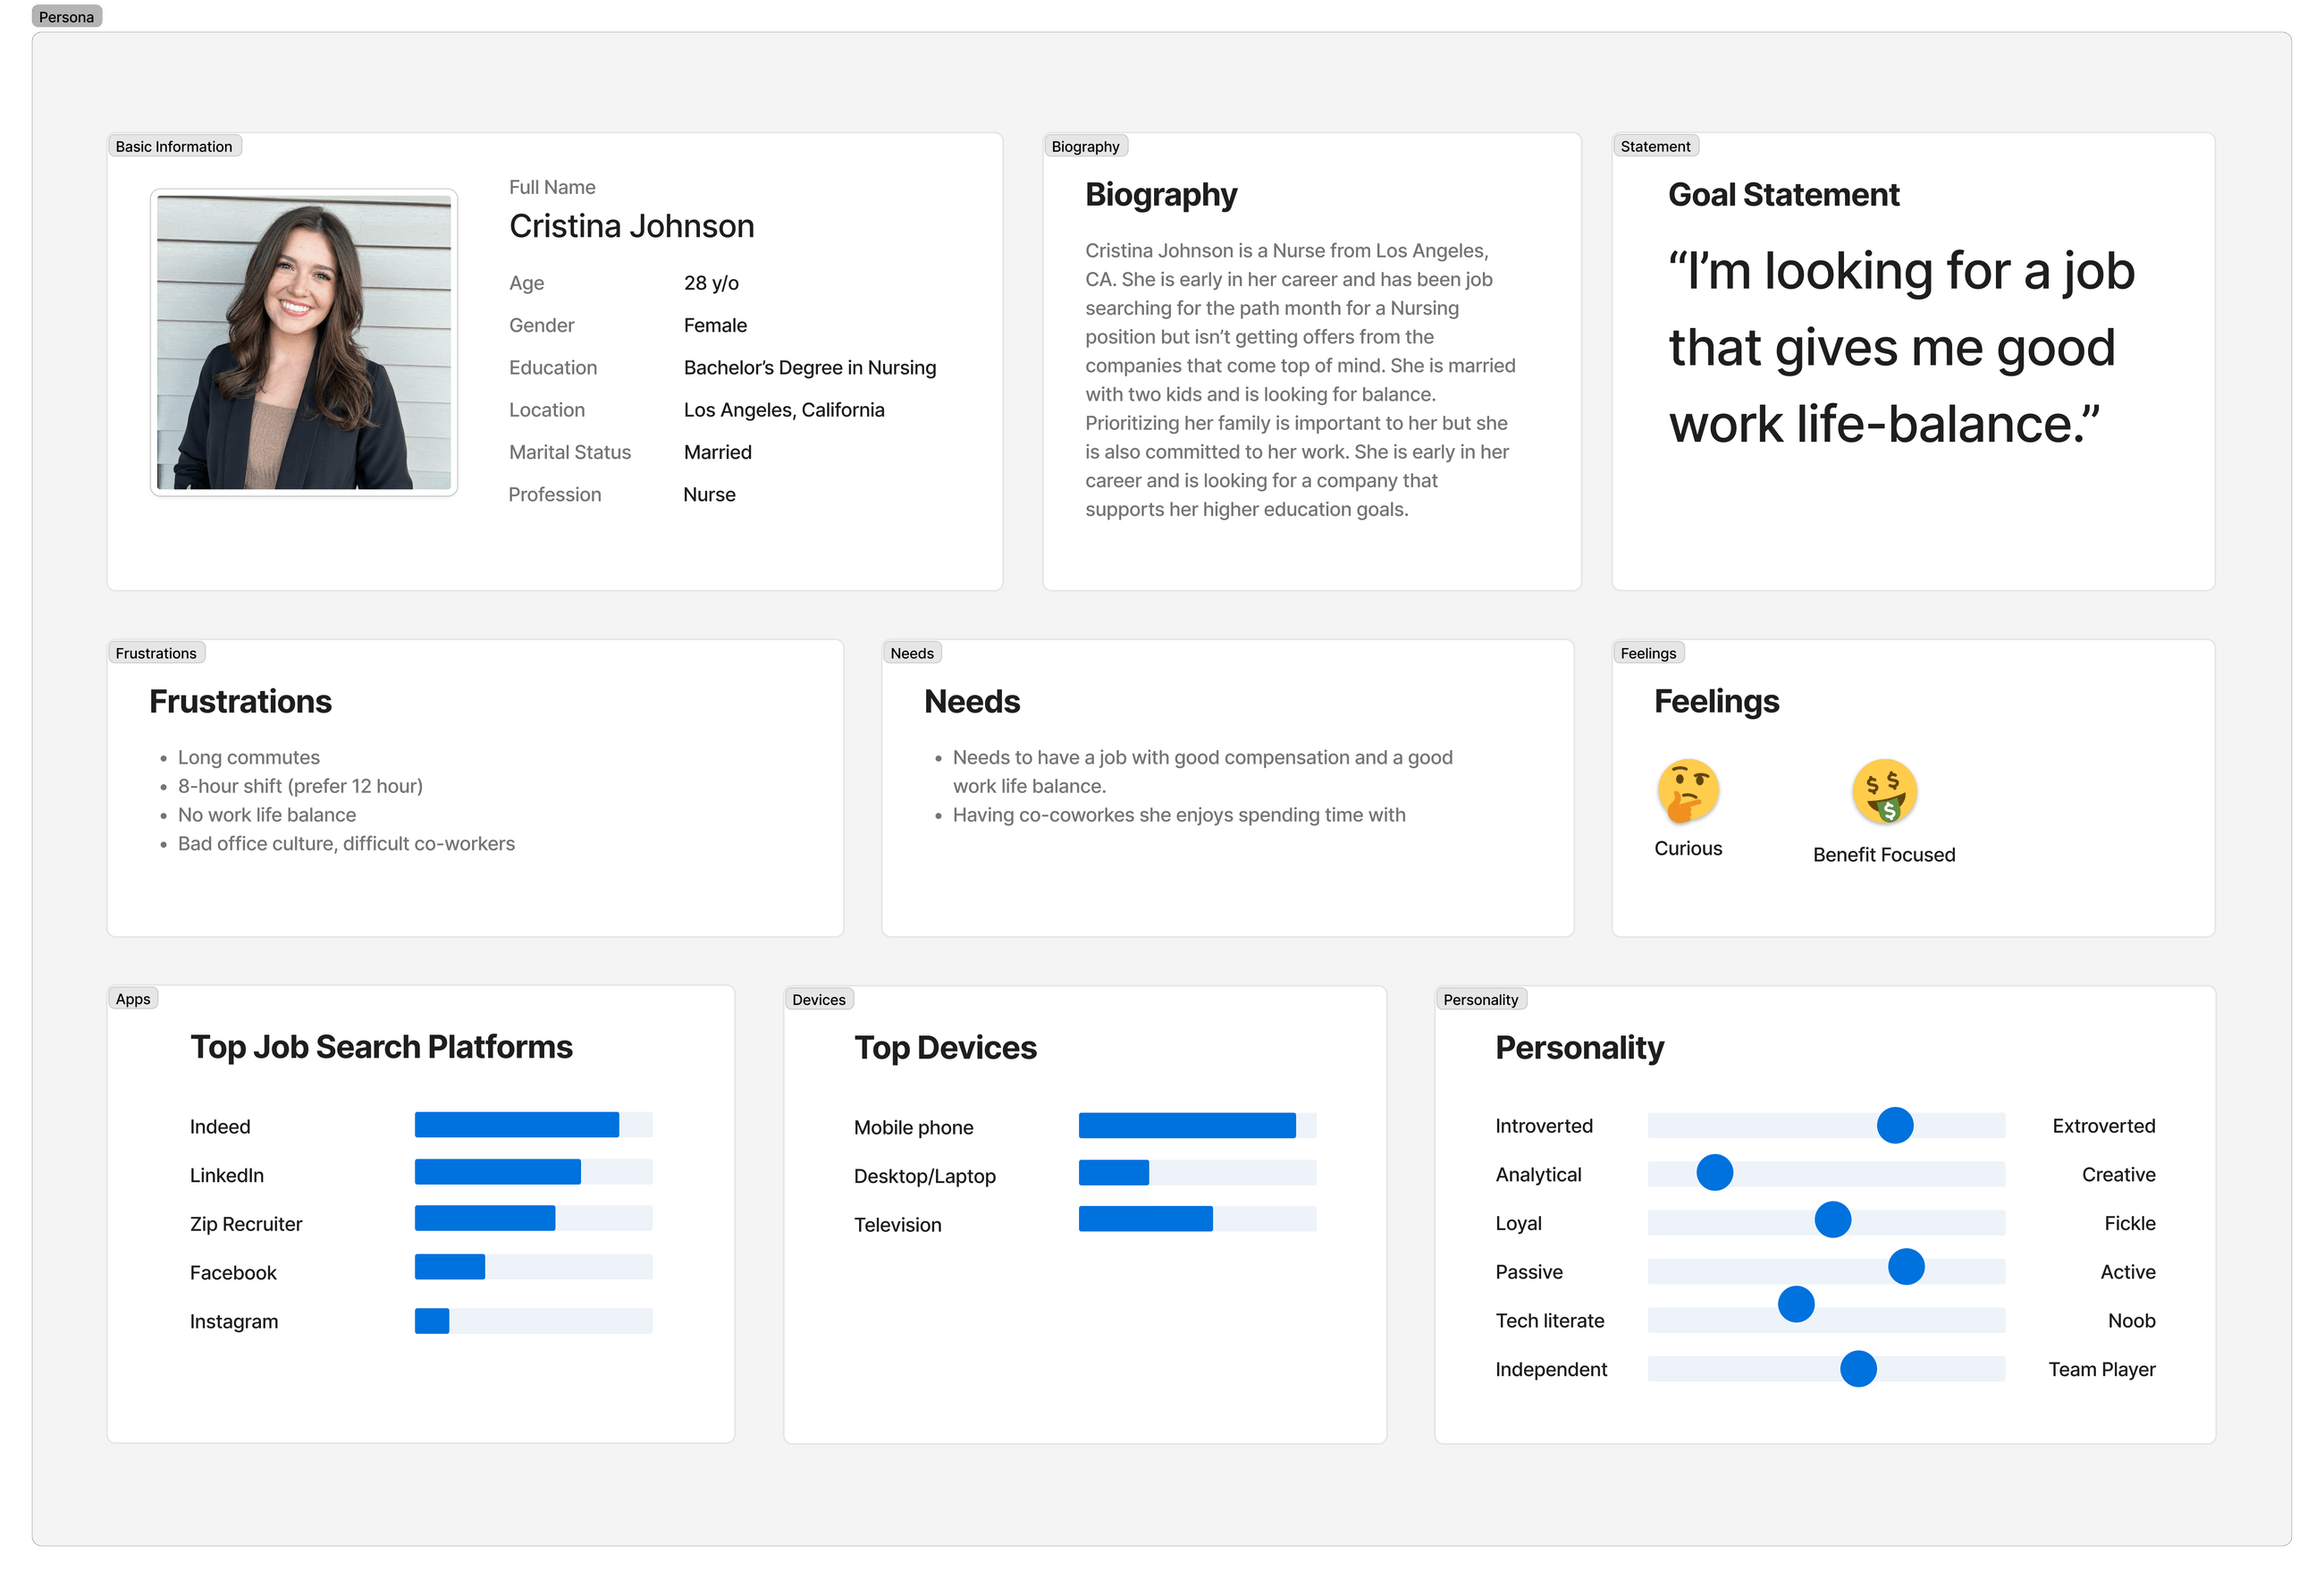 Persona
Basic Information
Full Name
Cristina Johnson
Age 28 y/o
Gender Female
Education Bachelor’s Degree in Nursing
Location Los Angeles, California
Marital Status Married
Profession Nurse
Biography
Biography
Cristina Johnson is a Nurse from Los Angeles,
CA. She is early in her career and has been job
searching for the path month for a Nursing
position but isn’t getting offers from the
companies that come top of mind. She is married
with two kids and is looking for balance.
Prioritizing her family is important to her but she
is also committed to her work. She is early in her
career and is looking for a company that
supports her higher education goals.
Statement
Goal Statement
“I’m looking for a job
that gives me good
work life-balance.”
Frustrations
Frustrations
• Long commutes
• 8-hour shift (prefer 12 hour)
• No work life balance
• Bad office culture, difficult co-workers
Needs
Needs
• Needs to have a job with good compensation and a good
work life balance.
• Having co-coworkes she enjoys spending time with
Feelings
Feelings
Curious
Benefit Focused
Apps
Top Job Search Platforms
Indeed
LinkedIn
Zip Recruiter
Facebook
Instagram
Devices
Top Devices
Mobile phone
Desktop/Laptop
Television
Personality
Personality
Introverted Extroverted
Analytical Creative
Loyal Fickle
Passive Active
Tech literate Noob
Independent Team Player